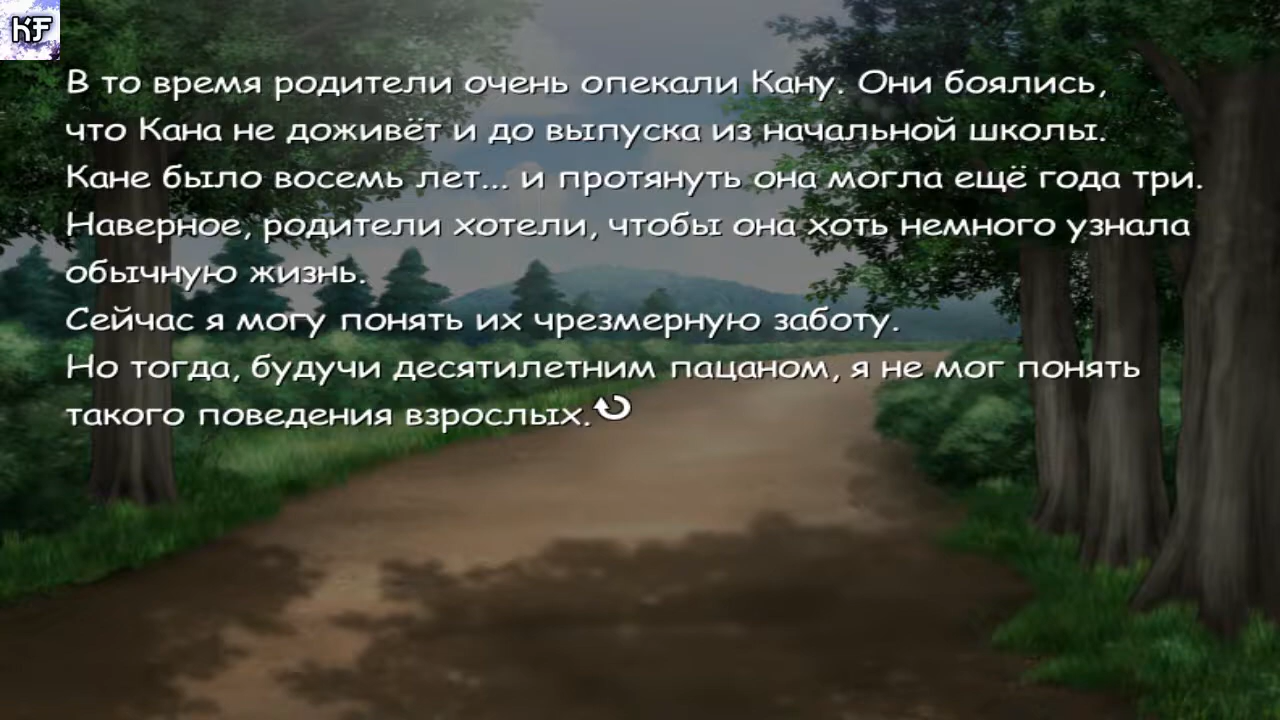 KF
В то время родители очень опекали Кану. Они боялись,
что Кана не доживёт и до выпуска из начальной школы.
Кане было восемь лет... и протянуть она могла ещё года три.
Наверное, родители хотели, чтобы она хоть немного узнала
обычную жизнь.
Сейчас я могу понять их чрезмерную заботу.
Но тогда, будучи десятилетним пацаном, я не мог понять
такого поведения взрослых.